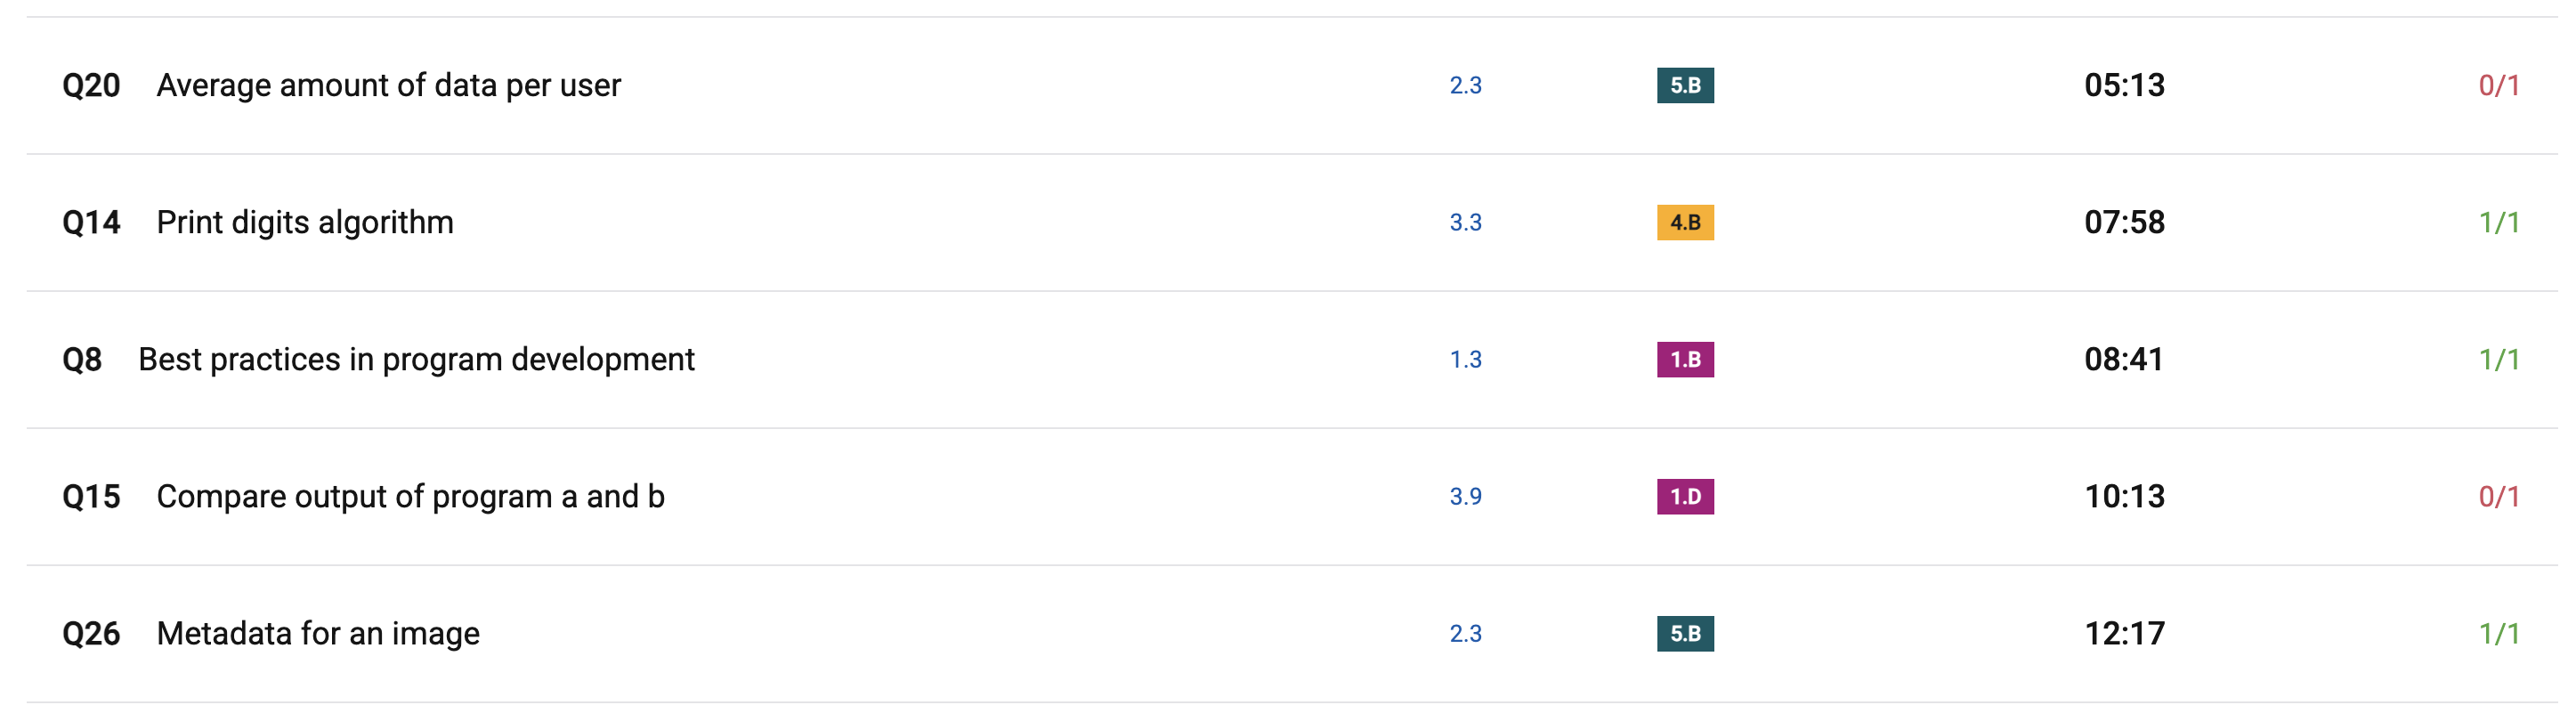 Q20 Average amount of data per user 2.3 5.B 05:13 0/1
Q14 Print digits algorithm 3.3 4.B 07:58 1/1
Q8 Best practices in program development 1.3 1.B 08:41 1/1
Q15 Compare output of program a and b 3.9 1.D 10:13 0/1
Q26 Metadata for an image 2.3 5.B 12:17 1/1